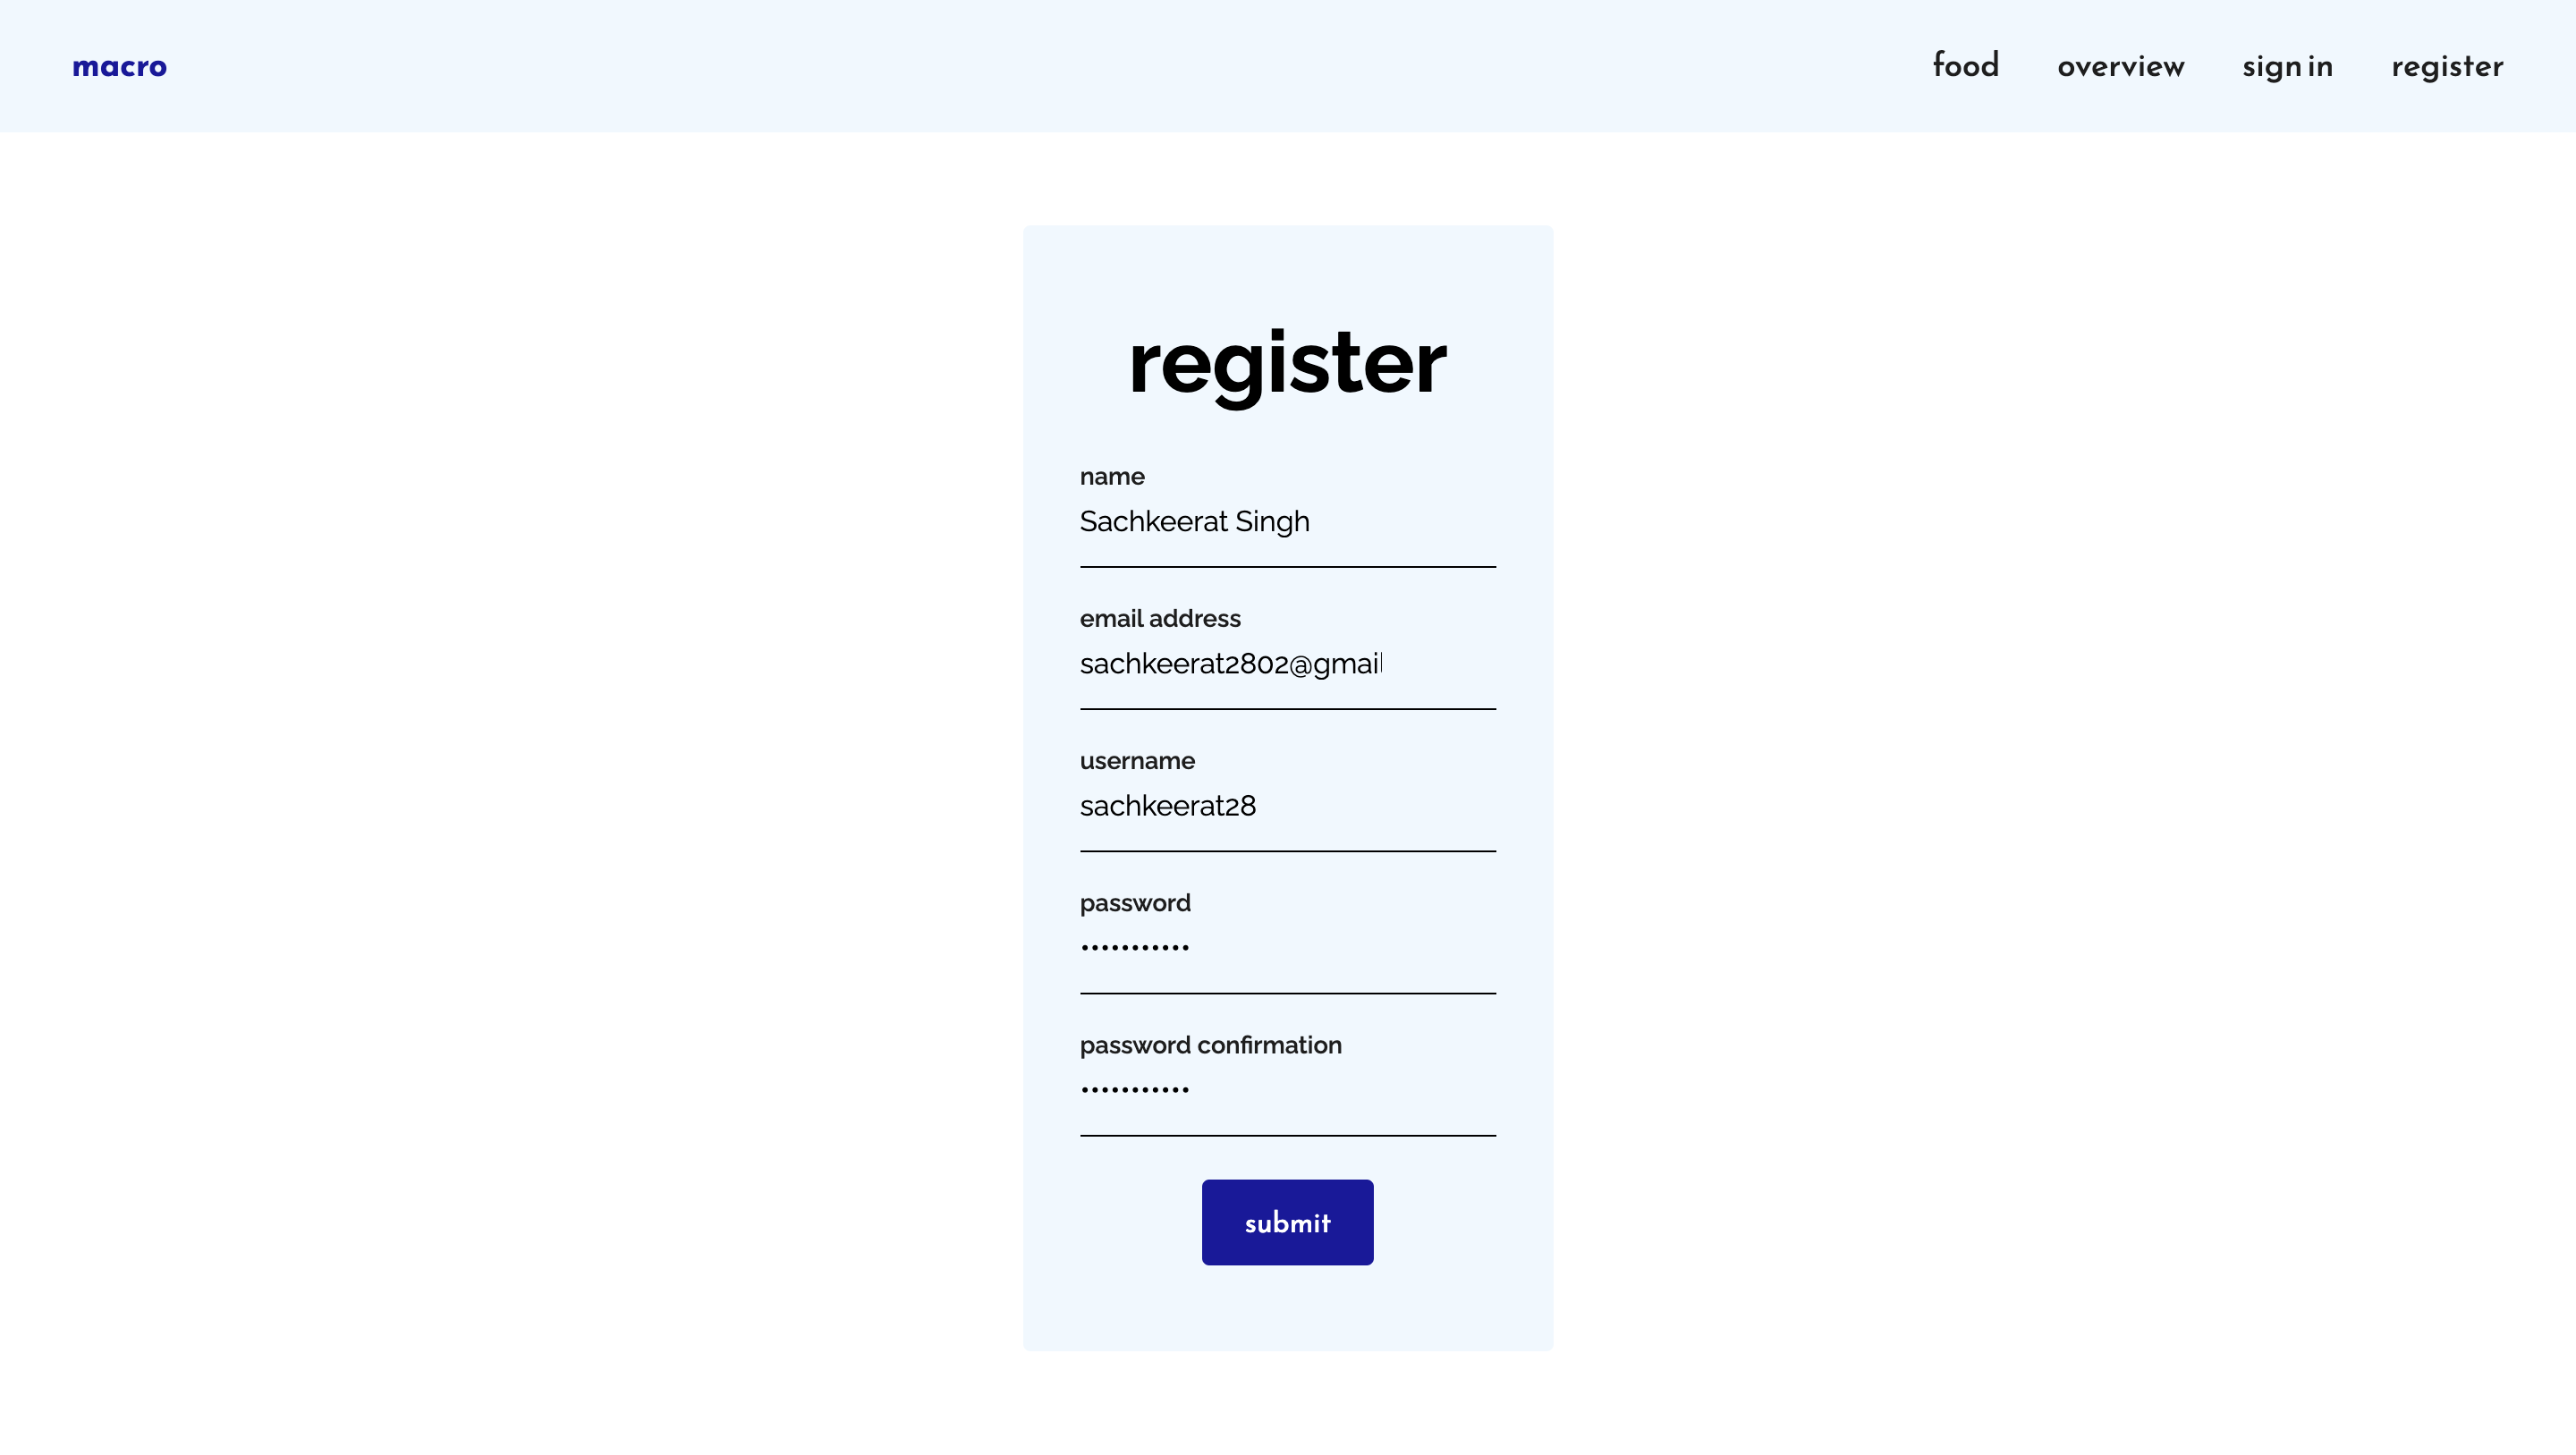 macro
food overview sign in register
register
name
Sachkeerat Singh
email address
sachkeerat2802@gmail
username
sachkeerat28
password
•••••••••••
password confirmation
•••••••••••
submit